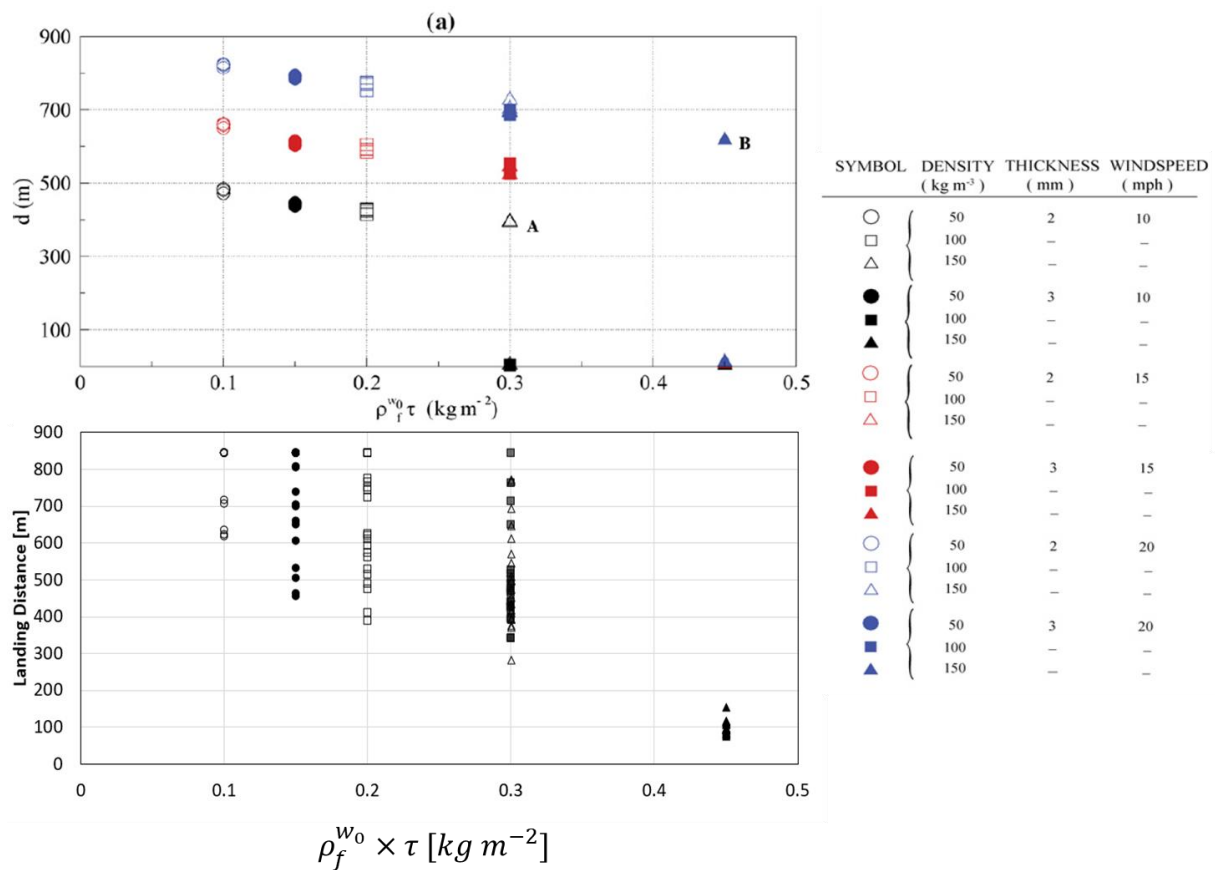 (a)
900
700
500
300
100
d (m)
A
B
0
0.1
0.2
0.3
0.4
0.5
ρ_f^{w_0} τ (kg m⁻²)
900
800
700
600
500
400
300
200
100
0
Landing Distance [m]
0
0.1
0.2
0.3
0.4
0.5
ρ_f^{w_0} × τ [kg m⁻²]
SYMBOL DENSITY THICKNESS WINDSPEED
( kg m⁻³ ) ( mm ) ( mph )
50 2 10
100 – –
150 – –
50 3 10
100 – –
150 – –
50 2 15
100 – –
150 – –
50 3 15
100 – –
150 – –
50 2 20
100 – –
150 – –
50 3 20
100 – –
150 – –